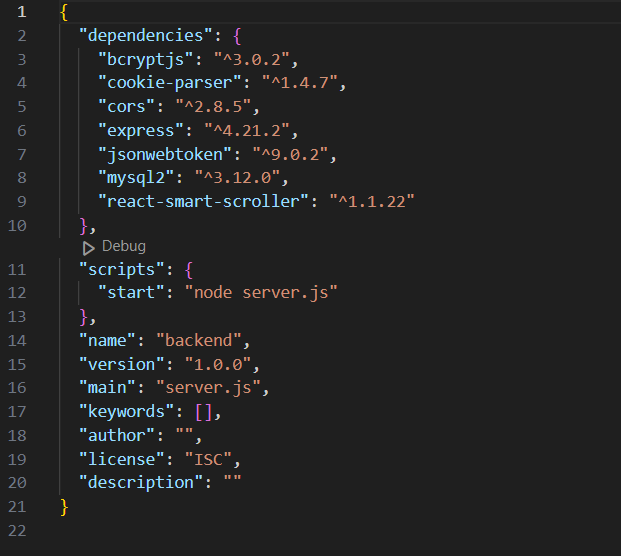 1 {
2 "dependencies": {
3 "bcryptjs": "^3.0.2",
4 "cookie-parser": "^1.4.7",
5 "cors": "^2.8.5",
6 "express": "^4.21.2",
7 "jsonwebtoken": "^9.0.2",
8 "mysql2": "^3.12.0",
9 "react-smart-scroller": "^1.1.22"
10 },
Debug
11 "scripts": {
12 "start": "node server.js"
13 },
14 "name": "backend",
15 "version": "1.0.0",
16 "main": "server.js",
17 "keywords": [],
18 "author": "",
19 "license": "ISC",
20 "description": ""
21 }
22